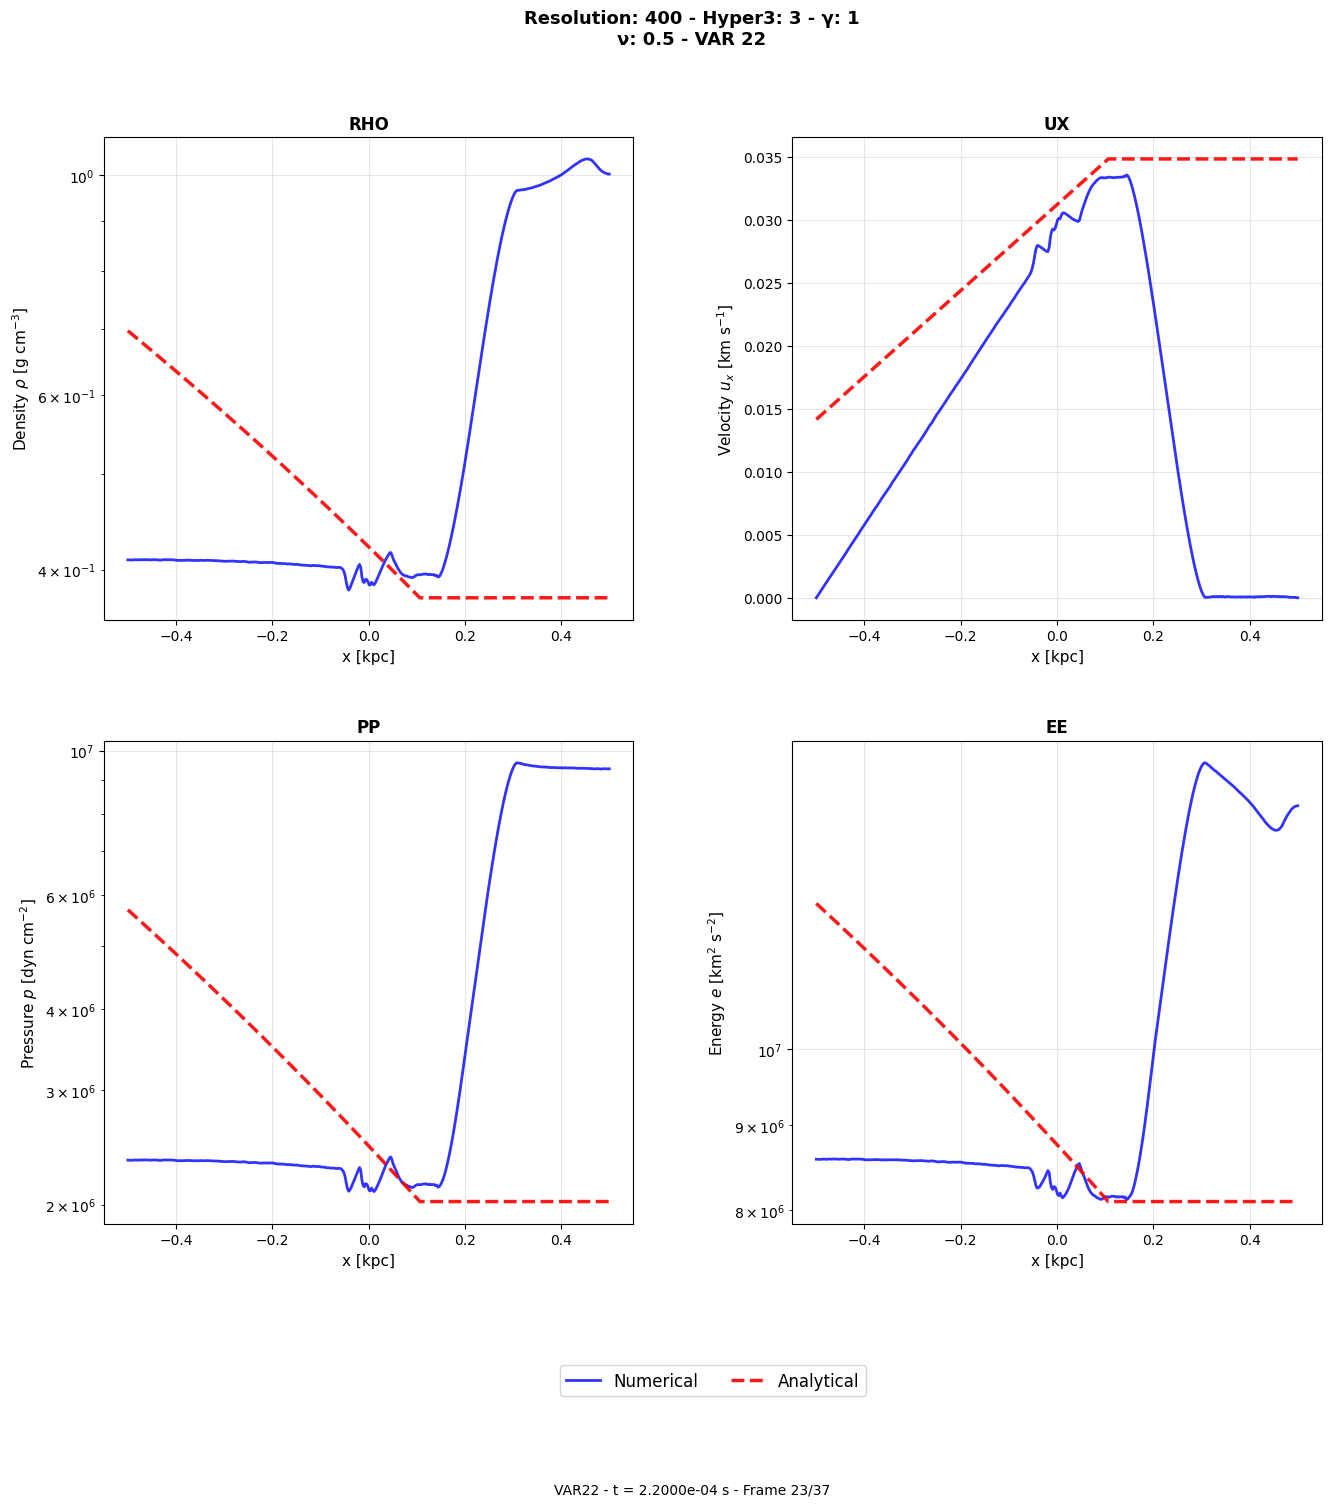 Resolution: 400 - Hyper3: 3 - γ: 1
ν: 0.5 - VAR 22
RHO
Density ρ [g cm⁻³]
10⁰
6 × 10⁻¹
4 × 10⁻¹
−0.4 −0.2 0.0 0.2 0.4
x [kpc]
UX
Velocity uₓ [km s⁻¹]
0.035
0.030
0.025
0.020
0.015
0.010
0.005
0.000
−0.4 −0.2 0.0 0.2 0.4
x [kpc]
PP
Pressure p [dyn cm⁻²]
10⁷
6 × 10⁶
4 × 10⁶
3 × 10⁶
2 × 10⁶
−0.4 −0.2 0.0 0.2 0.4
x [kpc]
EE
Energy e [km² s⁻²]
10⁷
9 × 10⁶
8 × 10⁶
−0.4 −0.2 0.0 0.2 0.4
x [kpc]
Numerical Analytical
VAR22 - t = 2.2000e-04 s - Frame 23/37